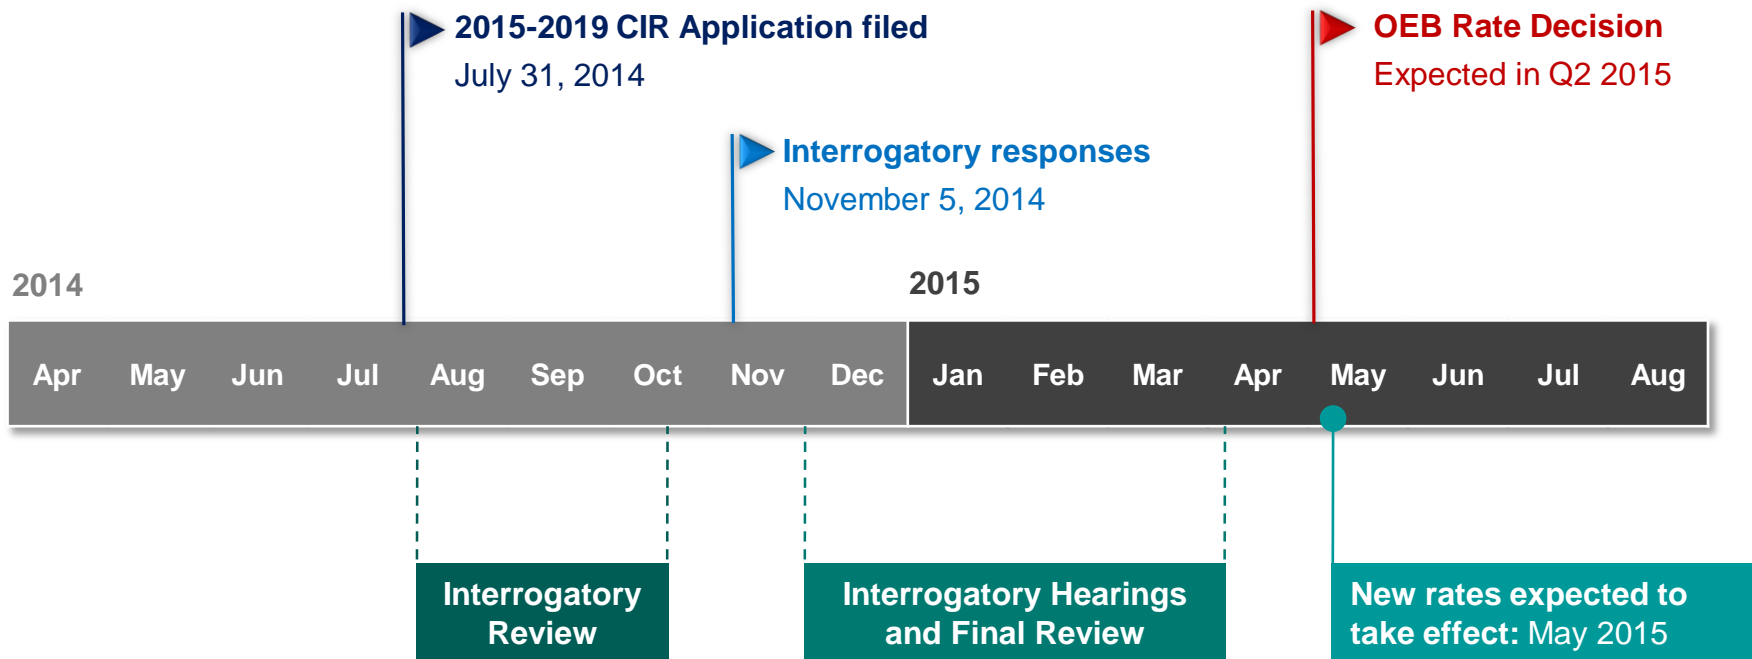 2015-2019 CIR Application filed
July 31, 2014
OEB Rate Decision
Expected in Q2 2015
Interrogatory responses
November 5, 2014
2014
2015
Apr May Jun Jul Aug Sep Oct Nov Dec Jan Feb Mar Apr May Jun Jul Aug
Interrogatory
Review
Interrogatory Hearings
and Final Review
New rates expected to
take effect: May 2015